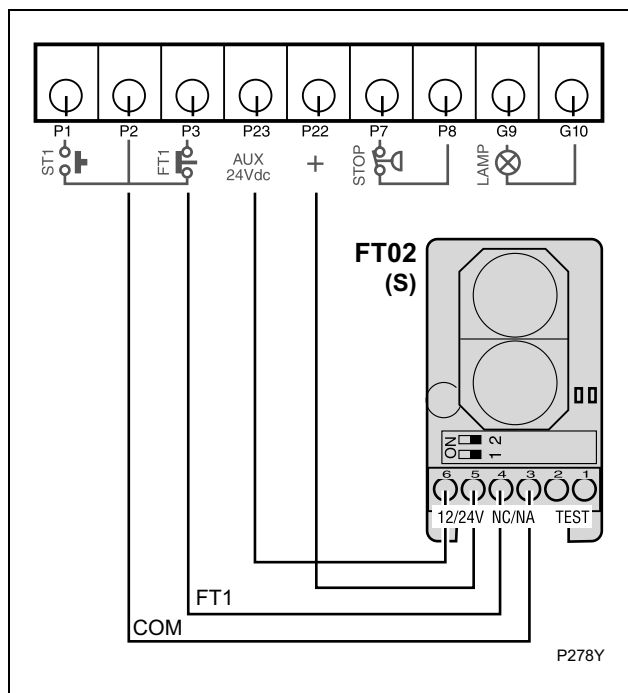 P1 P2 P3 P23 P22 P7 P8 G9 G10
ST1 FT1 AUX + STOP LAMP
24Vdc
FT02
(S)
ON 1 2
6 5 4 3 2 1
12/24V NC/NA TEST
FT1
COM
P278Y